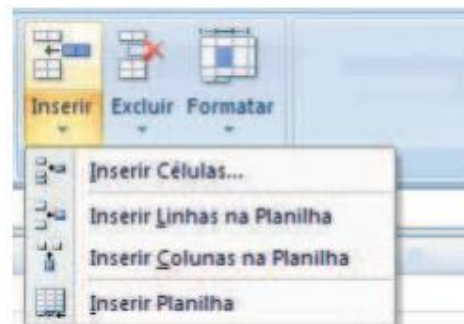 Inserir Excluir Formatar
Inserir Células...
Inserir Linhas na Planilha
Inserir Colunas na Planilha
Inserir Planilha